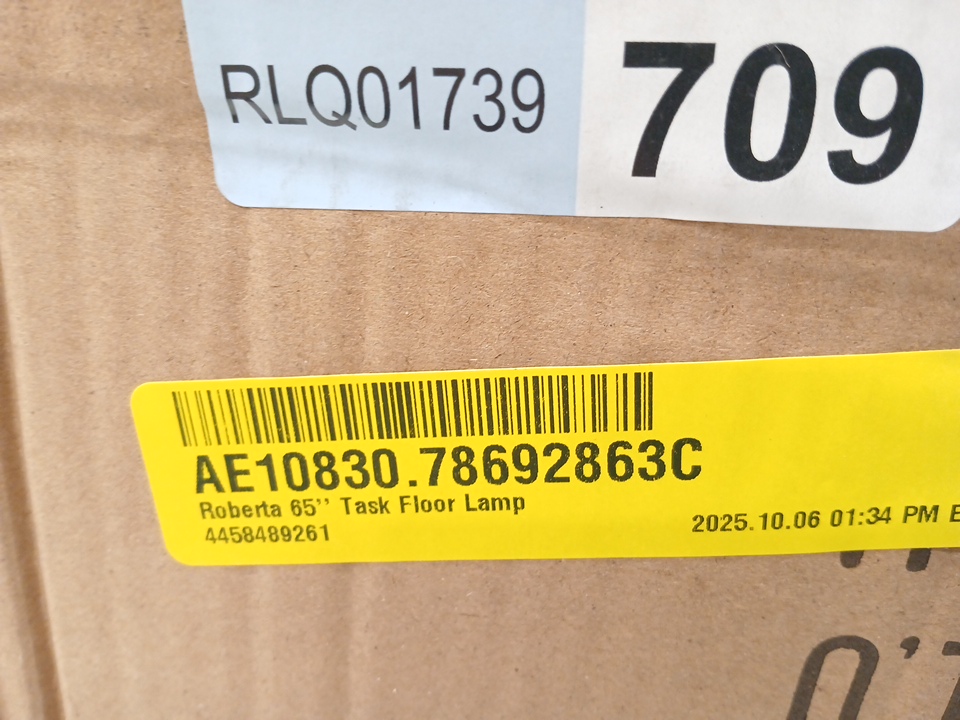 RLQ01739
709
AE10830.78692863C
Roberta 65’’ Task Floor Lamp
4458489261
2025.10.06 01:34 PM